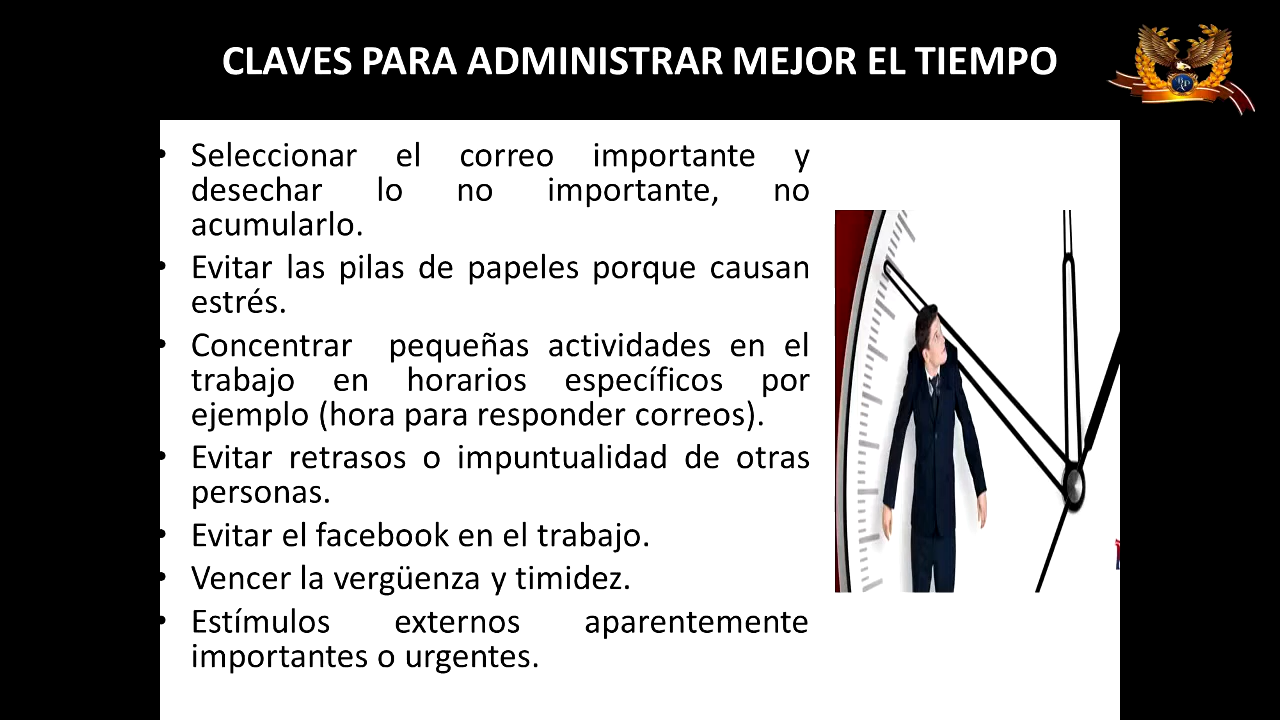 CLAVES PARA ADMINISTRAR MEJOR EL TIEMPO
• Seleccionar el correo importante y
desechar lo no importante, no
acumularlo.
• Evitar las pilas de papeles porque causan
estrés.
• Concentrar pequeñas actividades en el
trabajo en horarios específicos por
ejemplo (hora para responder correos).
• Evitar retrasos o impuntualidad de otras
personas.
• Evitar el facebook en el trabajo.
• Vencer la vergüenza y timidez.
• Estímulos externos aparentemente
importantes o urgentes.